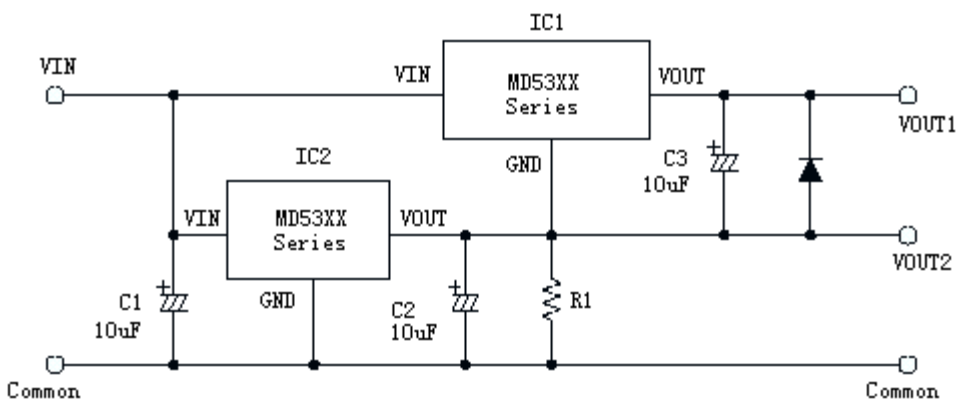 IC1
VIN
VIN
MD53XX
Series
VOUT
VOUT1
GND
C3
10uF
IC2
VIN
MD53XX
Series
VOUT
VOUT2
GND
C1
10uF
C2
10uF
R1
Common
Common